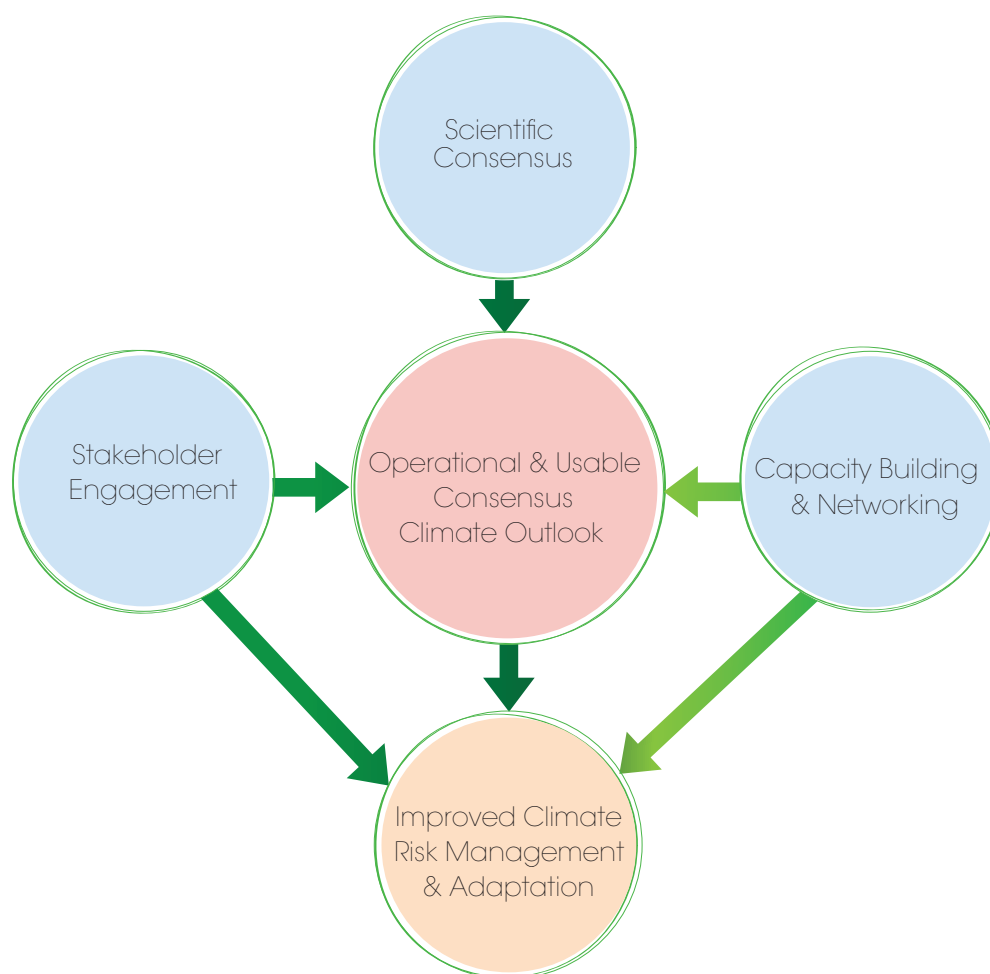 Scientific
Consensus
Stakeholder
Engagement
Operational & Usable
Consensus
Climate Outlook
Capacity Building
& Networking
Improved Climate
Risk Management
& Adaptation